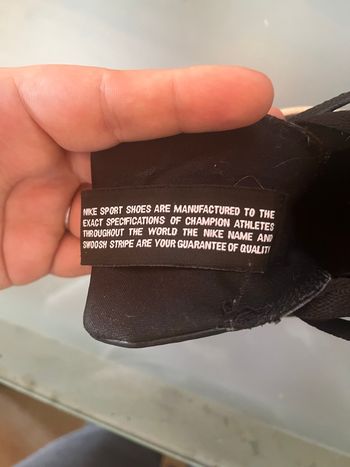 NIKE SPORT SHOES ARE MANUFACTURED TO THE
EXACT SPECIFICATIONS OF CHAMPION ATHLETES
THROUGHOUT THE WORLD THE NIKE NAME AND
SWOOSH STRIPE ARE YOUR GUARANTEE OF QUALITY